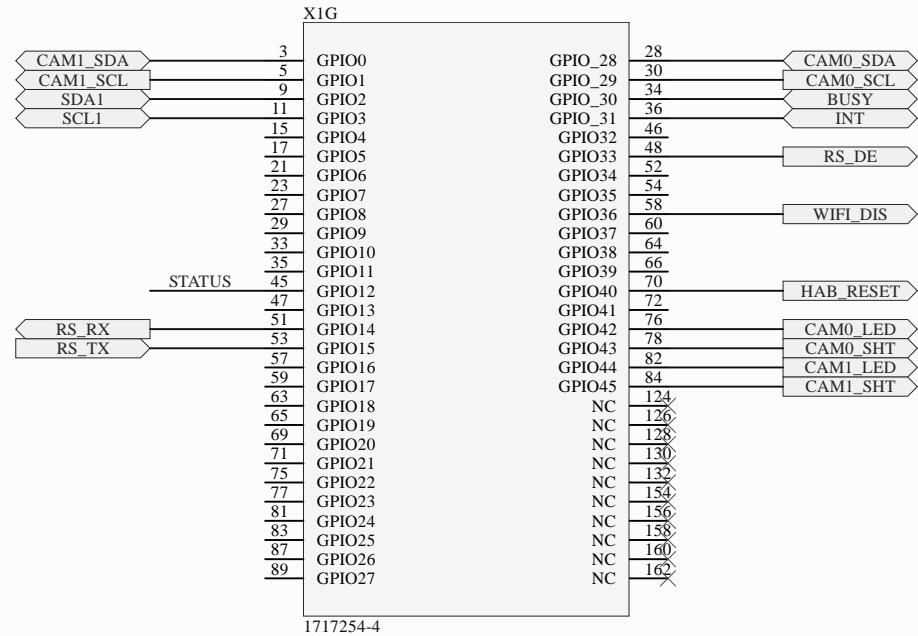 X1G
CAM1_SDA 3 GPIO0 GPIO_28 28 CAM0_SDA
CAM1_SCL 5 GPIO1 GPIO_29 30 CAM0_SCL
SDA1 9 GPIO2 GPIO_30 34 BUSY
SCL1 11 GPIO3 GPIO_31 36 INT
15 GPIO4 GPIO32 46
17 GPIO5 GPIO33 48 RS_DE
21 GPIO6 GPIO34 52
23 GPIO7 GPIO35 54
27 GPIO8 GPIO36 58 WIFI_DIS
29 GPIO9 GPIO37 60
33 GPIO10 GPIO38 64
35 GPIO11 GPIO39 66
STATUS 45 GPIO12 GPIO40 70 HAB_RESET
47 GPIO13 GPIO41 72
RS_RX 51 GPIO14 GPIO42 76 CAM0_LED
RS_TX 53 GPIO15 GPIO43 78 CAM0_SHT
57 GPIO16 GPIO44 82 CAM1_LED
59 GPIO17 GPIO45 84 CAM1_SHT
63 GPIO18 NC 124
65 GPIO19 NC 126
69 GPIO20 NC 128
71 GPIO21 NC 130
75 GPIO22 NC 132
77 GPIO23 NC 154
81 GPIO24 NC 156
83 GPIO25 NC 158
87 GPIO26 NC 160
89 GPIO27 NC 162
1717254-4